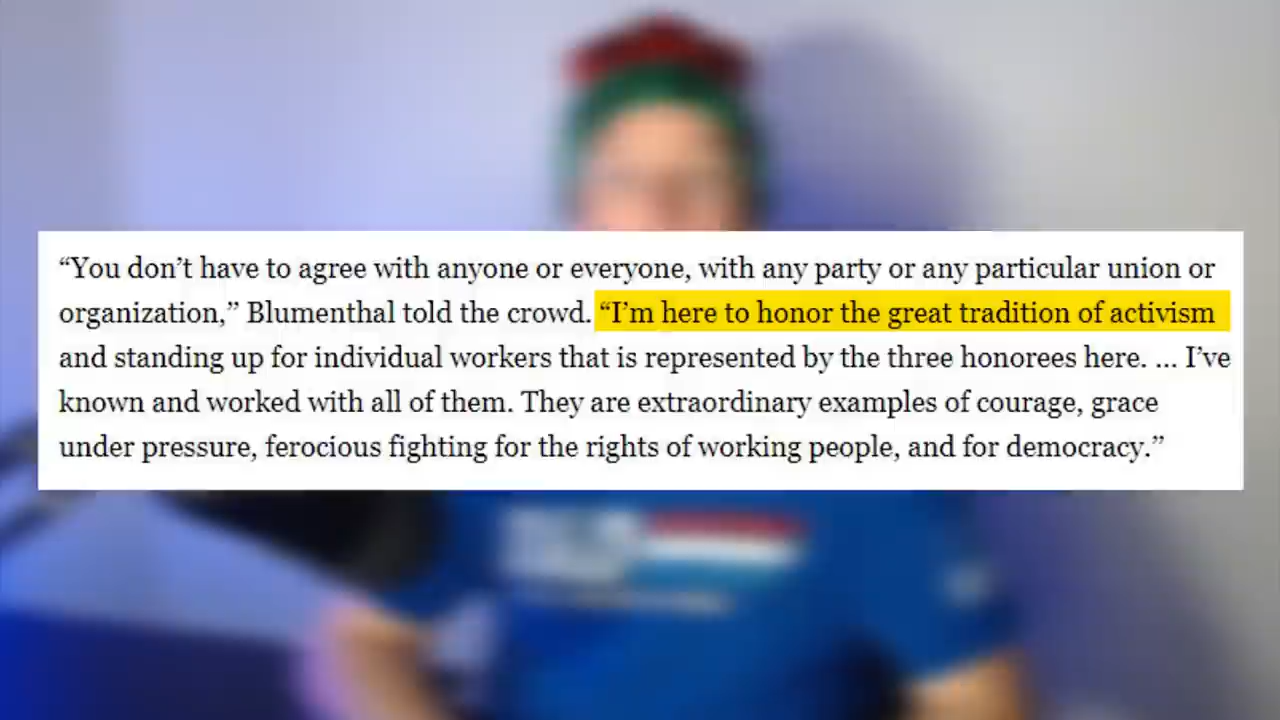 “You don’t have to agree with anyone or everyone, with any party or any particular union or
organization,” Blumenthal told the crowd. “I’m here to honor the great tradition of activism
and standing up for individual workers that is represented by the three honorees here. ... I’ve
known and worked with all of them. They are extraordinary examples of courage, grace
under pressure, ferocious fighting for the rights of working people, and for democracy.”